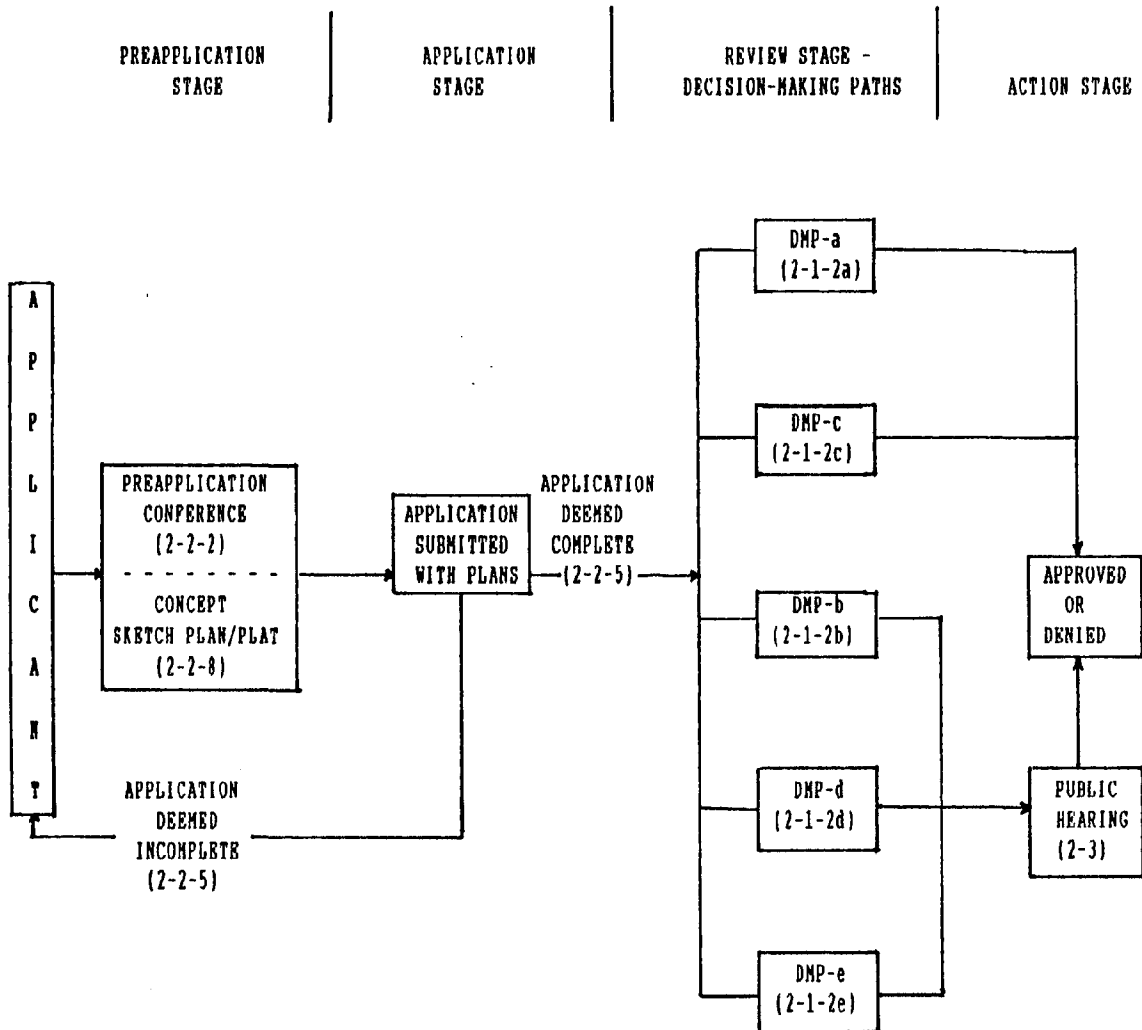 PREAPPLICATION
STAGE
APPLICATION
STAGE
REVIEW STAGE -
DECISION-MAKING PATHS
ACTION STAGE
A
P
P
L
I
C
A
N
T
PREAPPLICATION
CONFERENCE
(2-2-2)
CONCEPT
SKETCH PLAN/PLAT
(2-2-8)
APPLICATION
SUBMITTED
WITH PLANS
APPLICATION
DEEMED
COMPLETE
(2-2-5)
APPLICATION
DEEMED
INCOMPLETE
(2-2-5)
DMP-a
(2-1-2a)
DMP-c
(2-1-2c)
DMP-b
(2-1-2b)
DMP-d
(2-1-2d)
DMP-e
(2-1-2e)
APPROVED
OR
DENIED
PUBLIC
HEARING
(2-3)